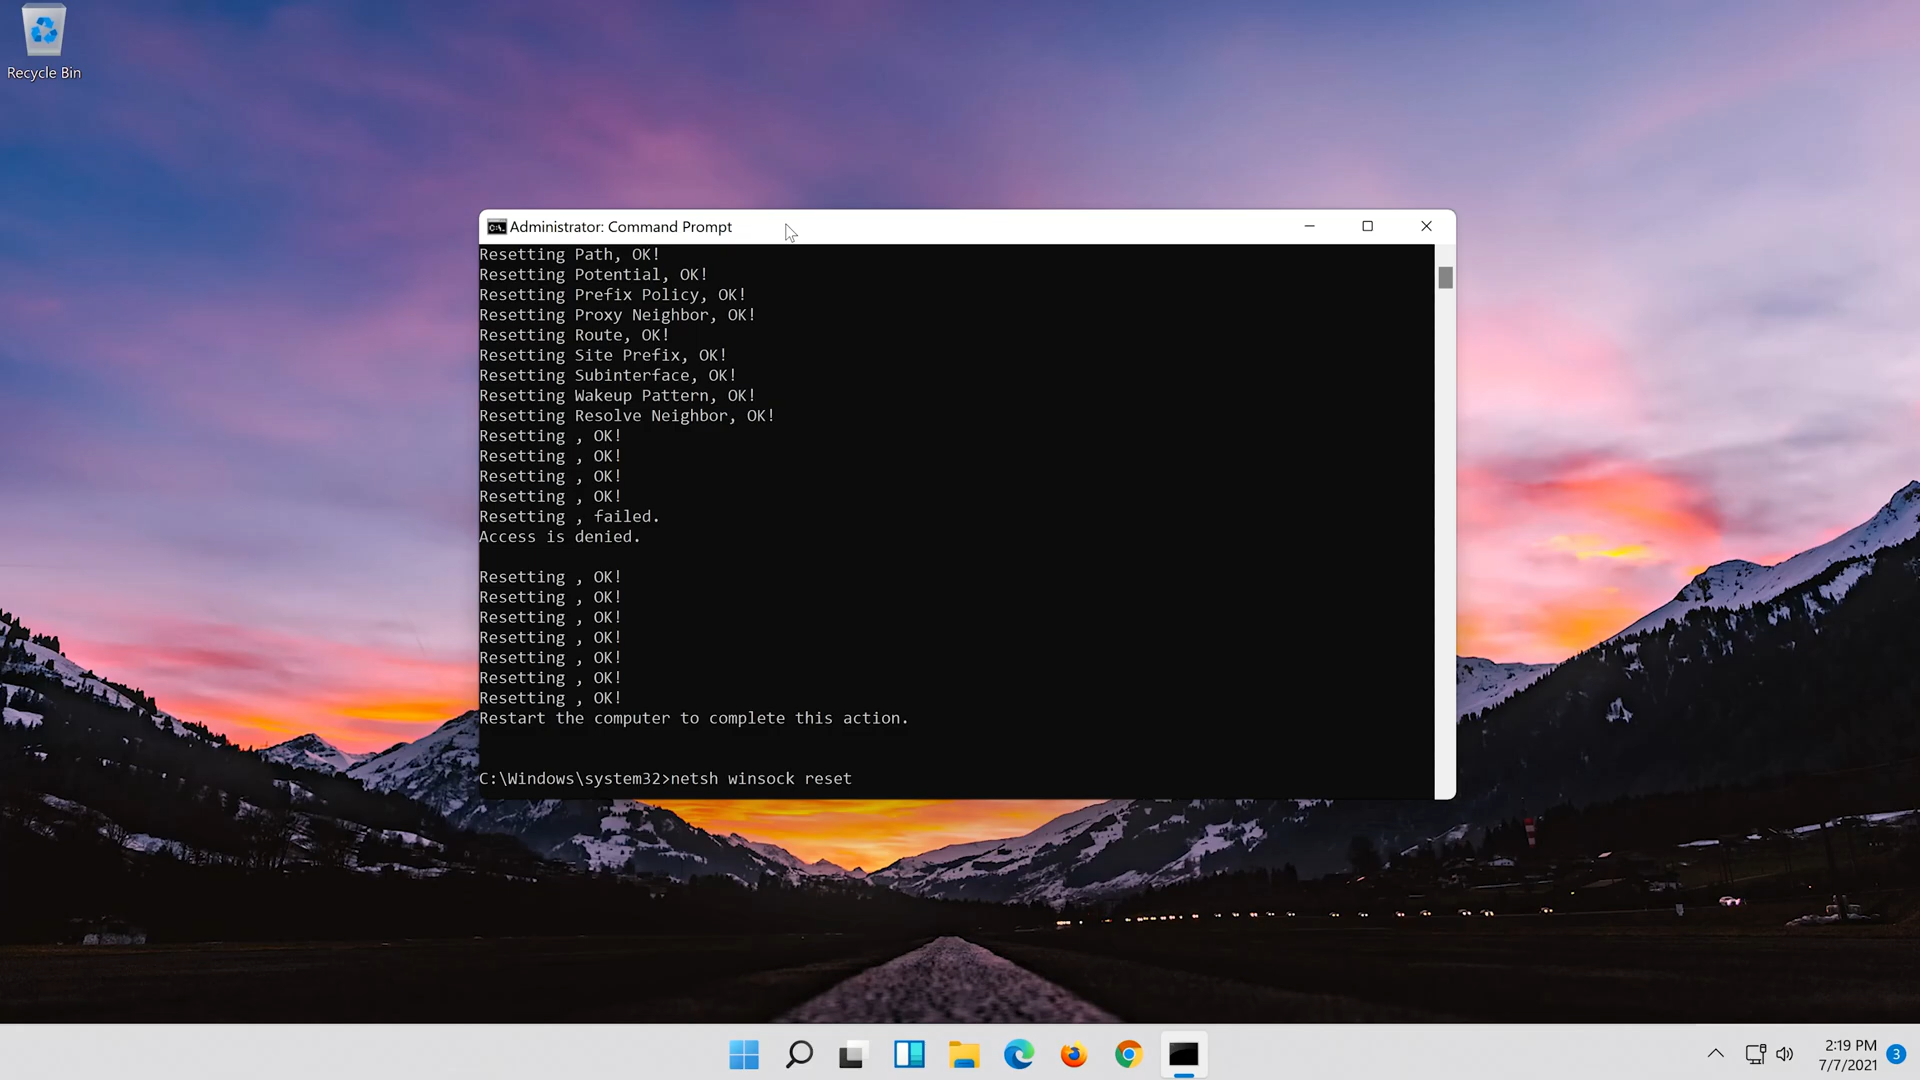 Recycle Bin
Administrator: Command Prompt
Resetting Path, OK!
Resetting Potential, OK!
Resetting Prefix Policy, OK!
Resetting Proxy Neighbor, OK!
Resetting Route, OK!
Resetting Site Prefix, OK!
Resetting Subinterface, OK!
Resetting Wakeup Pattern, OK!
Resetting Resolve Neighbor, OK!
Resetting , OK!
Resetting , OK!
Resetting , OK!
Resetting , OK!
Resetting , failed.
Access is denied.
Resetting , OK!
Resetting , OK!
Resetting , OK!
Resetting , OK!
Resetting , OK!
Resetting , OK!
Resetting , OK!
Restart the computer to complete this action.
C:\Windows\system32>netsh winsock reset
2:19 PM
7/7/2021
3